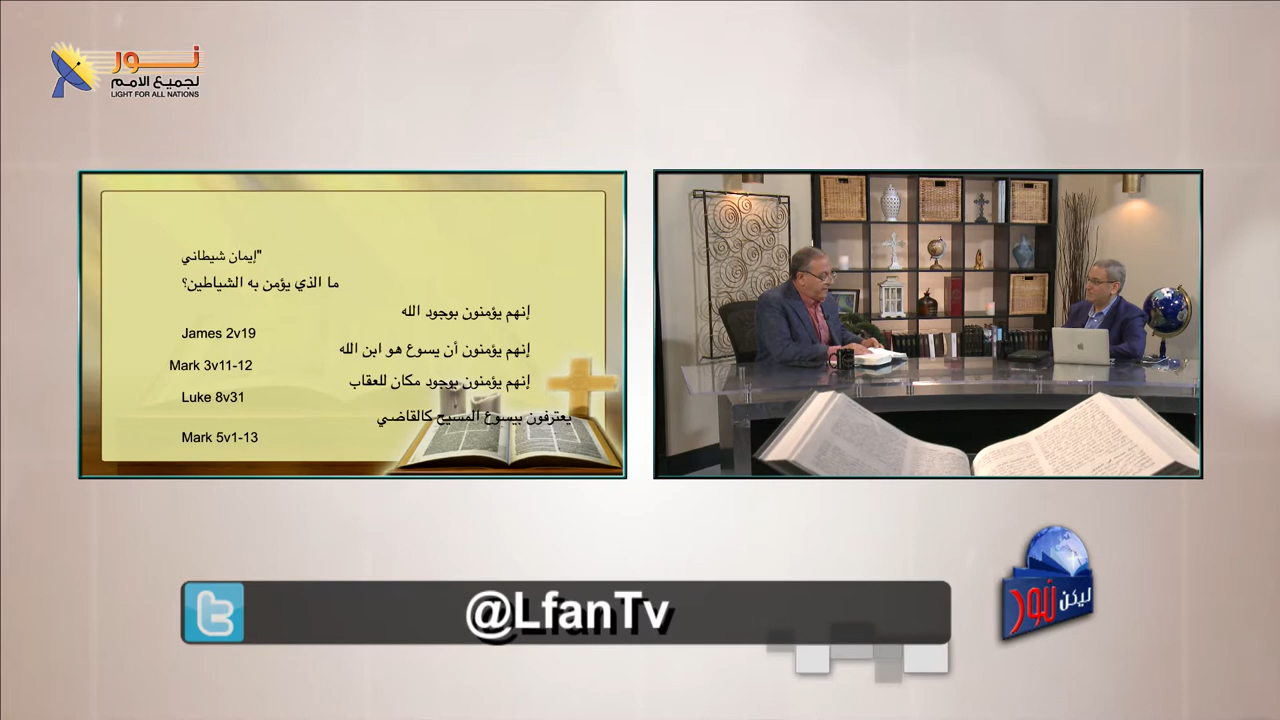 نور
لجميع الامم
LIGHT FOR ALL NATIONS
"إيمان شيطاني
ما الذي يؤمن به الشياطين؟
إنهم يؤمنون بوجود الله
James 2v19
إنهم يؤمنون أن يسوع هو ابن الله
Mark 3v11-12
إنهم يؤمنون بوجود مكان للعقاب
Luke 8v31
يعترفون بيسوع المسيح كالقاضي
Mark 5v1-13
@LfanTv
ليكن نور